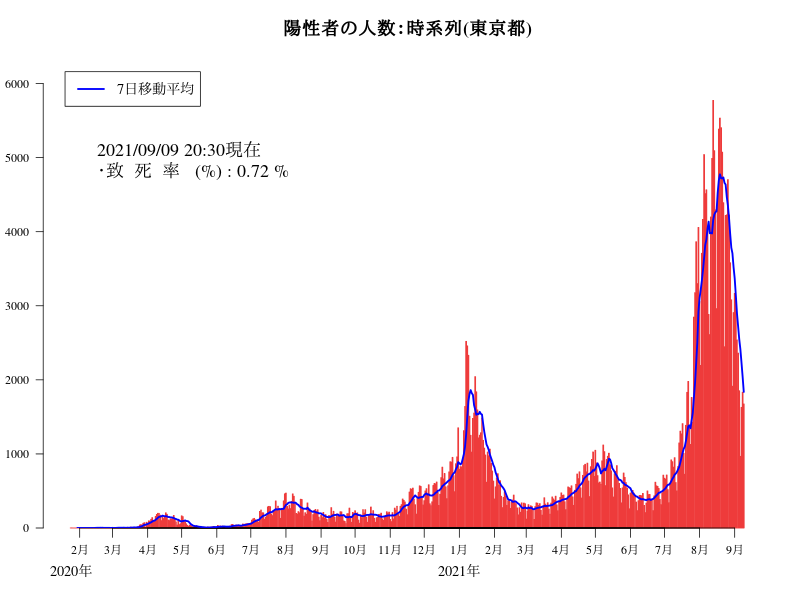 陽性者の人数:時系列(東京都)
7日移動平均
2021/09/09 20:30現在
・致 死 率 (%) : 0.72 %
6000
5000
4000
3000
2000
1000
0
2月 3月 4月 5月 6月 7月 8月 9月 10月 11月 12月 1月 2月 3月 4月 5月 6月 7月 8月 9月
2020年 2021年